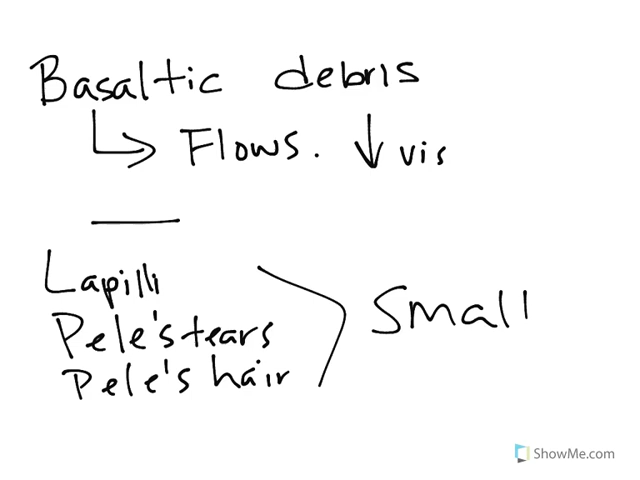 Basaltic debris
Flows. ↓ vis
Lapilli
Pele's tears
Pele's hair
Small
ShowMe.com